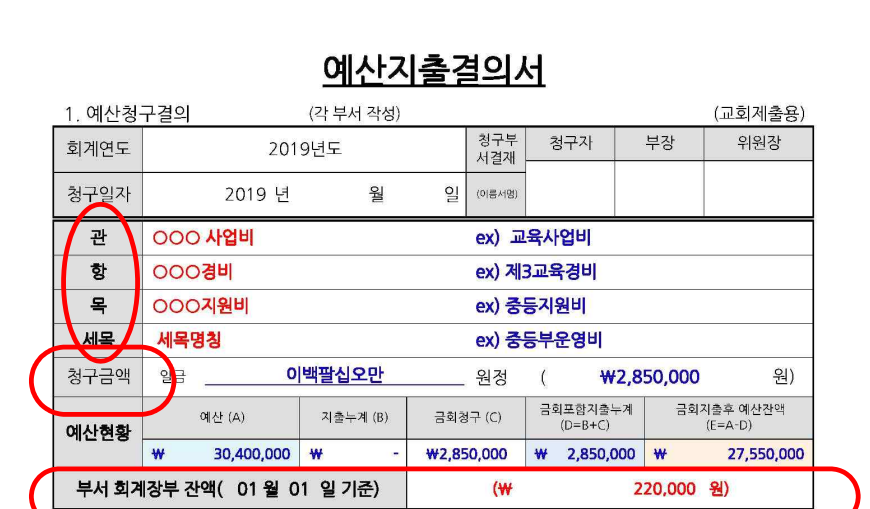 예산지출결의서
1. 예산청구결의 (각 부서 작성) (교회제출용)
회계연도 2019년도 청구부서결재 청구자 부장 위원장
청구일자 2019 년 월 일 (이름서명)
관 ○○○ 사업비 ex) 교육사업비
항 ○○○경비 ex) 제3교육경비
목 ○○○지원비 ex) 중등지원비
세목 세목명칭 ex) 중등부운영비
청구금액 일금 이백팔십오만 원정 ( ₩2,850,000 원)
예산현황 예산 (A) 지출누계 (B) 금회청구 (C) 금회포함지출누계 (D=B+C) 금회지출후 예산잔액 (E=A-D)
₩ 30,400,000 ₩ - ₩2,850,000 ₩ 2,850,000 ₩ 27,550,000
부서 회계장부 잔액( 01 월 01 일 기준) (₩ 220,000 원)